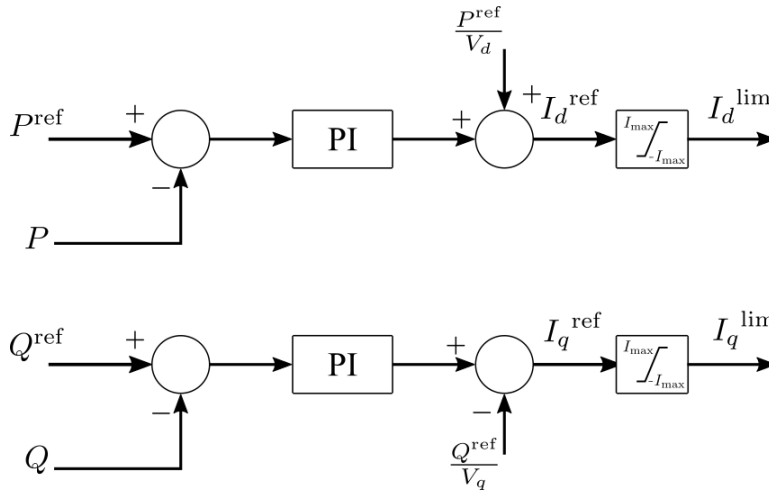 P^ref/V_d
+ + + I_d^ref I_max I_d^lim
P^ref PI
− -I_max
P
Q^ref + + I_q^ref I_max I_q^lim
PI
− − -I_max
Q Q^ref/V_q